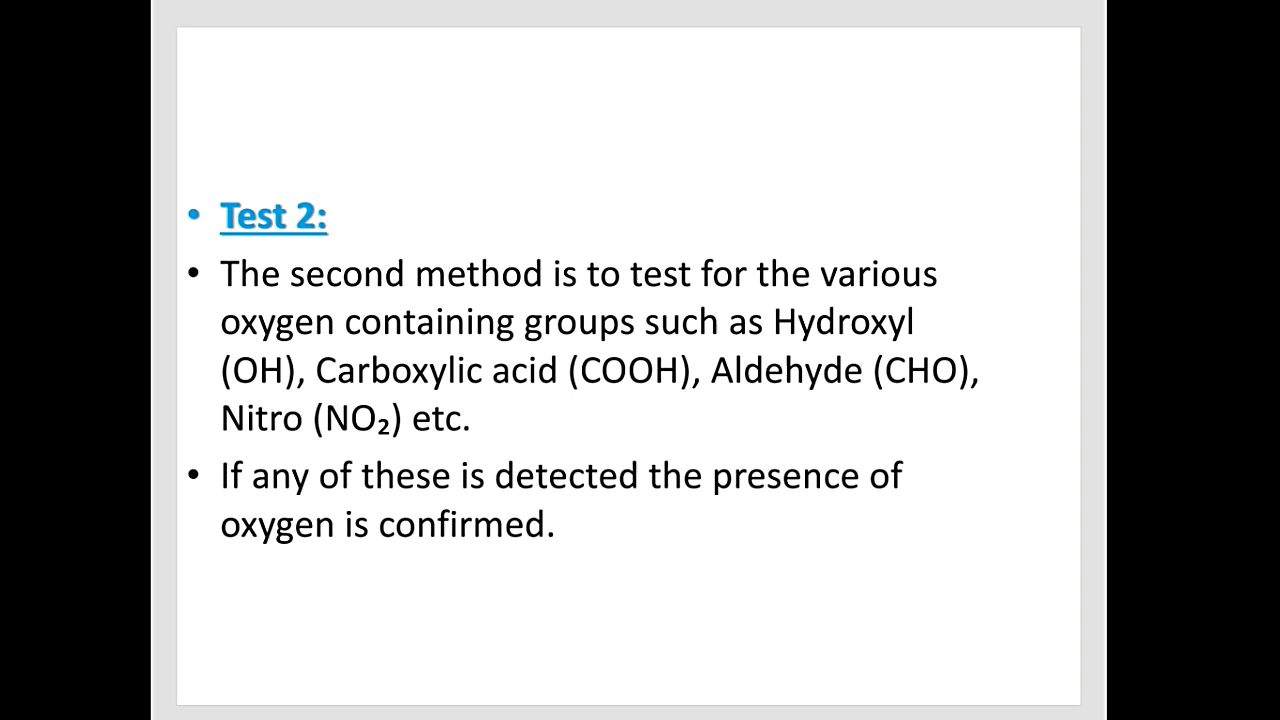 • Test 2:
• The second method is to test for the various
oxygen containing groups such as Hydroxyl
(OH), Carboxylic acid (COOH), Aldehyde (CHO),
Nitro (NO₂) etc.
• If any of these is detected the presence of
oxygen is confirmed.